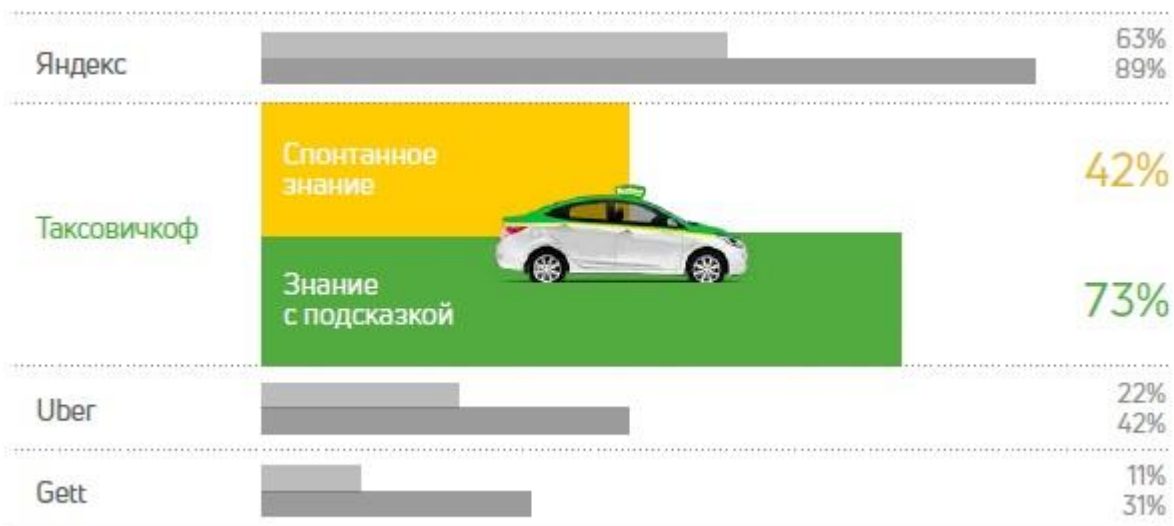 Яндекс
63%
89%
Таксовичкоф
Спонтанное
знание
42%
Знание
с подсказкой
73%
Uber
22%
42%
Gett
11%
31%